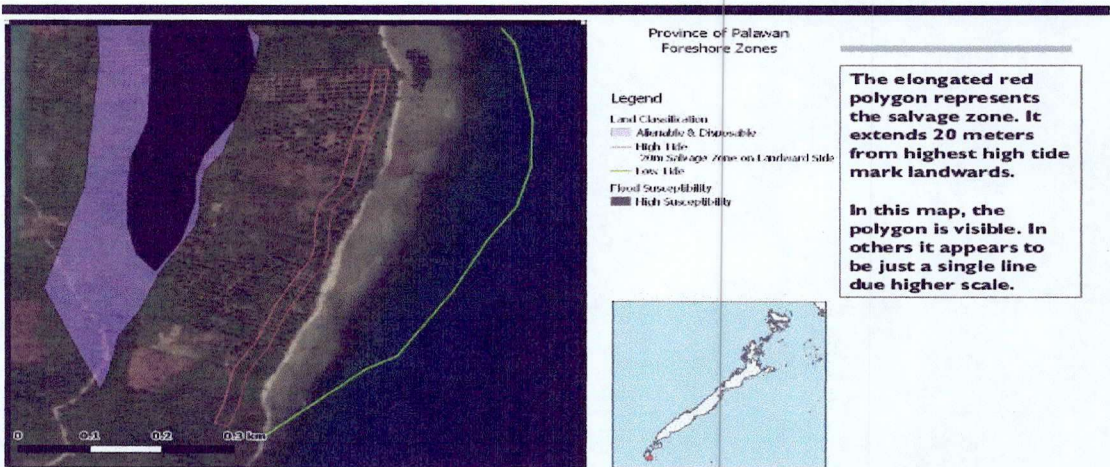 Province of Palawan
Foreshore Zones
Legend
Land Classification
Alienable & Disposable
High Tide
20m Salvage Zone on Landward Side
Low Tide
Flood Susceptibility
High Susceptibility
The elongated red
polygon represents
the salvage zone. It
extends 20 meters
from highest high tide
mark landwards.
In this map, the
polygon is visible. In
others it appears to
be just a single line
due higher scale.
0 0.1 0.2 0.3 km